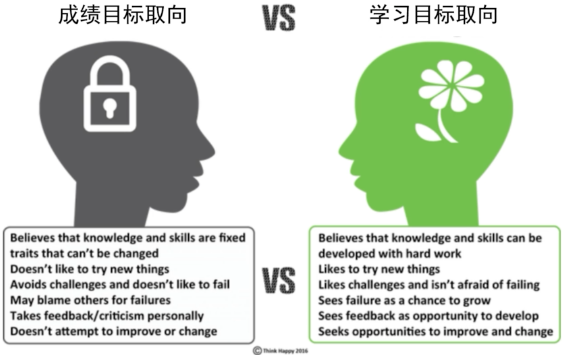 成绩目标取向
VS
学习目标取向
Believes that knowledge and skills are fixed
traits that can't be changed
Doesn't like to try new things
Avoids challenges and doesn't like to fail
May blame others for failures
Takes feedback/criticism personally
Doesn't attempt to improve or change
VS
Believes that knowledge and skills can be
developed with hard work
Likes to try new things
Likes challenges and isn't afraid of failing
Sees failure as a chance to grow
Sees feedback as opportunity to develop
Seeks opportunities to improve and change
© Think Happy 2016